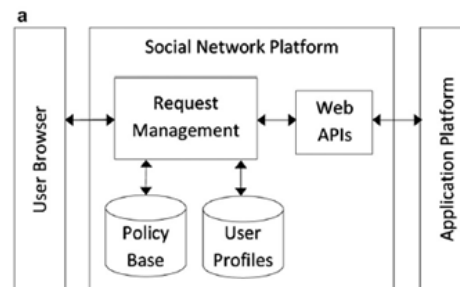 a
Social Network Platform
User Browser
Request
Management
Web
APIs
Application Platform
Policy
Base
User
Profiles